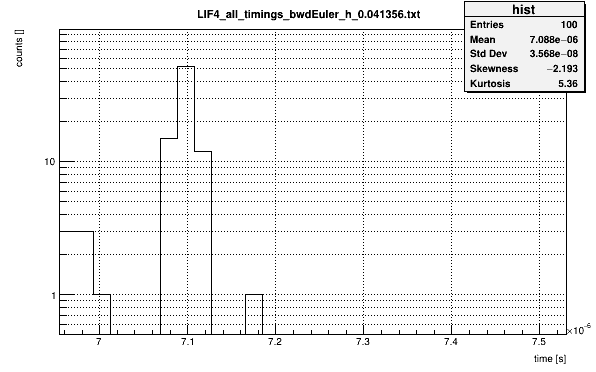 LIF4_all_timings_bwdEuler_h_0.041356.txt
hist
Entries 100
Mean 7.088e−06
Std Dev 3.568e−08
Skewness −2.193
Kurtosis 5.36
counts []
10
1
7 7.1 7.2 7.3 7.4 7.5
×10⁻⁶
time [s]